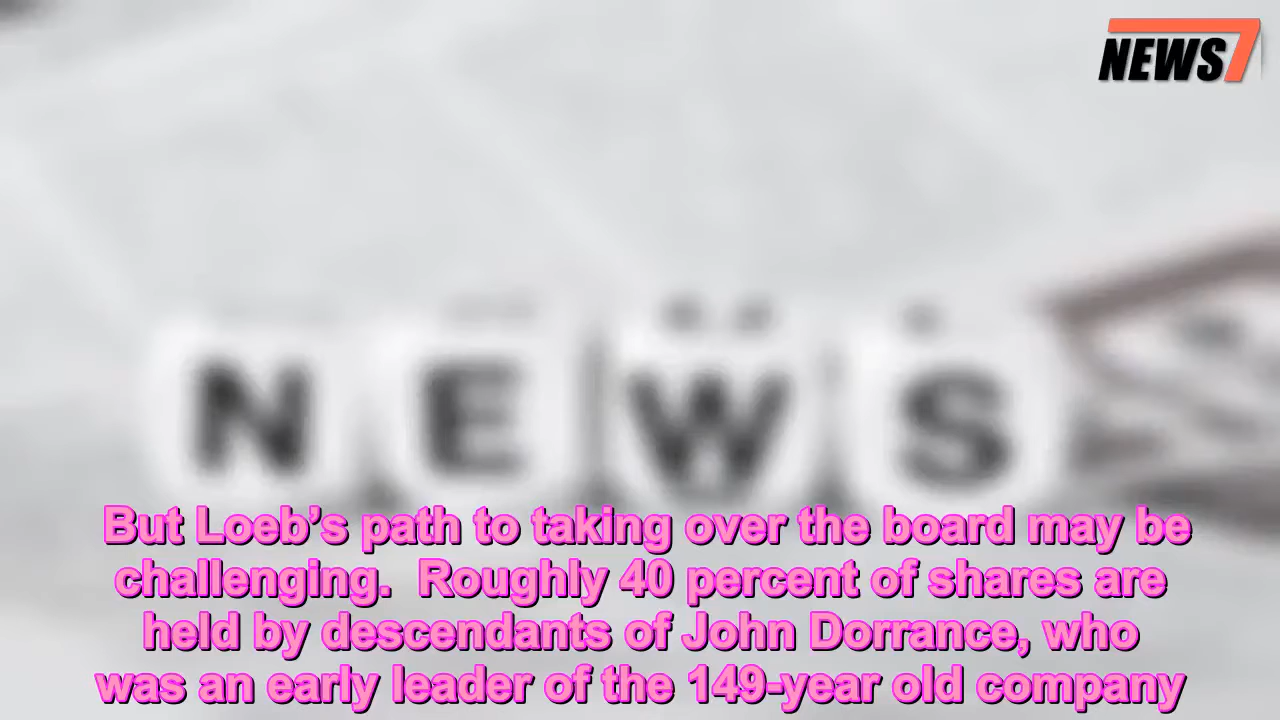 NEWS7
NEWS
But Loeb’s path to taking over the board may be
challenging.  Roughly 40 percent of shares are
held by descendants of John Dorrance, who
was an early leader of the 149-year old company